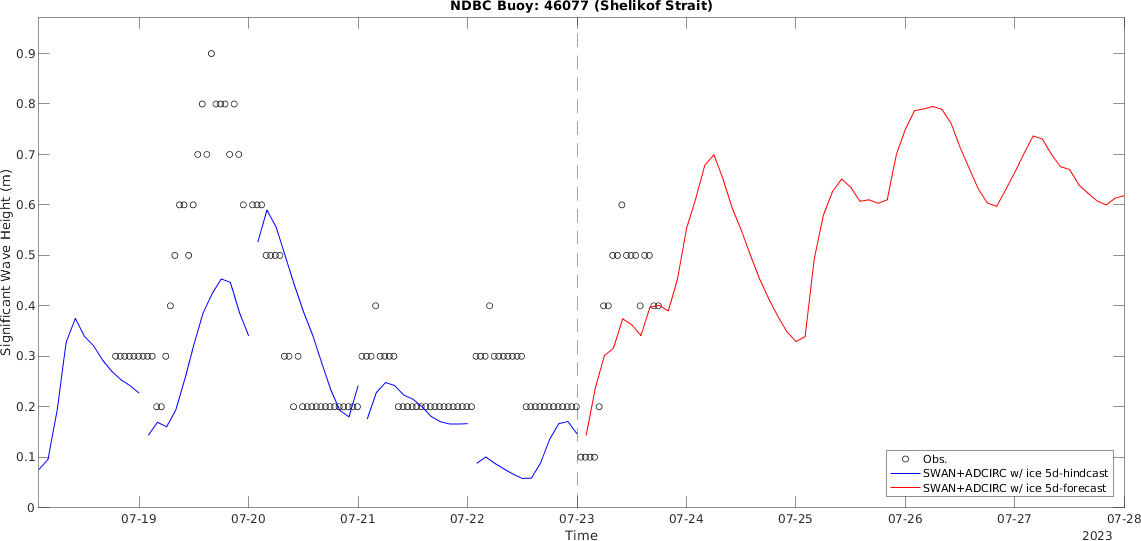 NDBC Buoy: 46077 (Shelikof Strait)
Significant Wave Height (m)
0.9
0.8
0.7
0.6
0.5
0.4
0.3
0.2
0.1
0
Obs.
SWAN+ADCIRC w/ ice 5d-hindcast
SWAN+ADCIRC w/ ice 5d-forecast
07-19 07-20 07-21 07-22 07-23 07-24 07-25 07-26 07-27 07-28
Time
2023